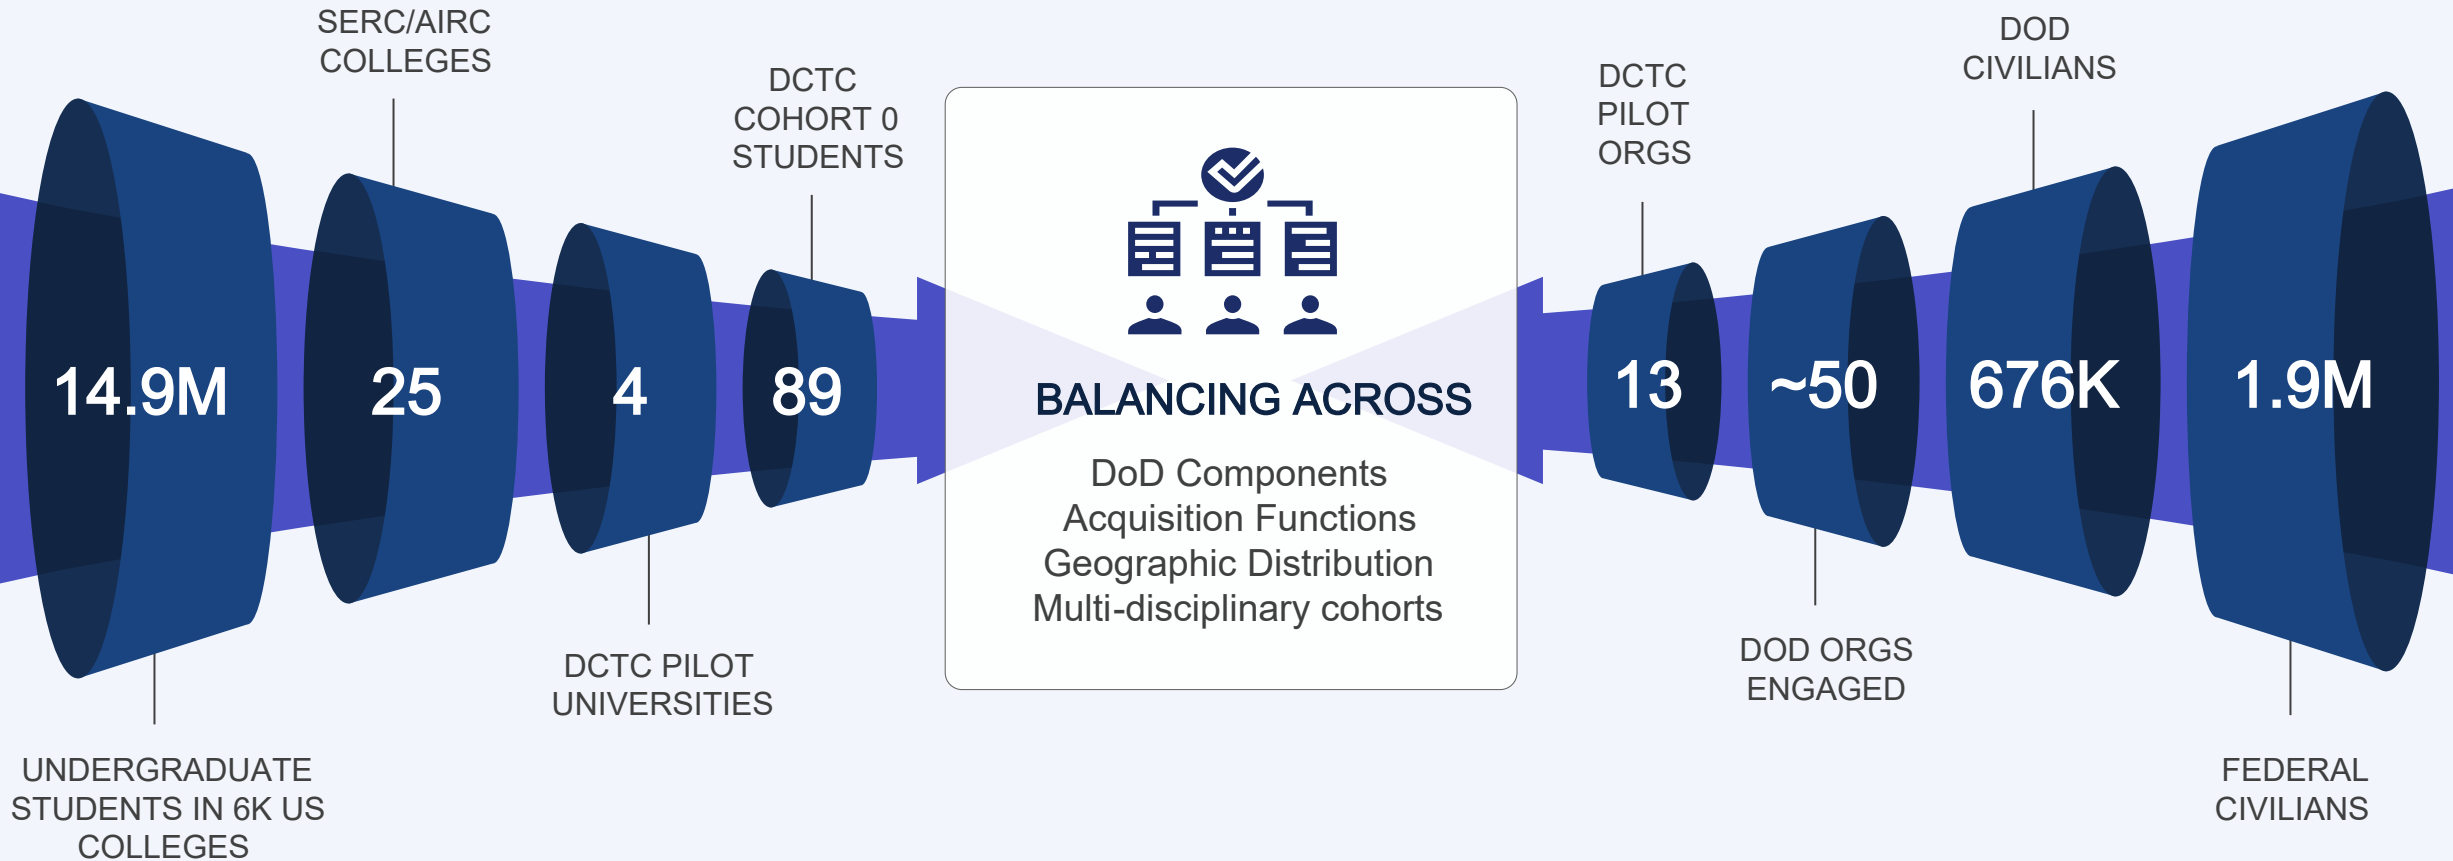 SERC/AIRC
COLLEGES
DCTC
COHORT 0
STUDENTS
14.9M
25
4
89
DCTC PILOT
UNIVERSITIES
UNDERGRADUATE
STUDENTS IN 6K US
COLLEGES
BALANCING ACROSS
DoD Components
Acquisition Functions
Geographic Distribution
Multi-disciplinary cohorts
DCTC
PILOT
ORGS
DOD
CIVILIANS
13
~50
676K
1.9M
DOD ORGS
ENGAGED
FEDERAL
CIVILIANS